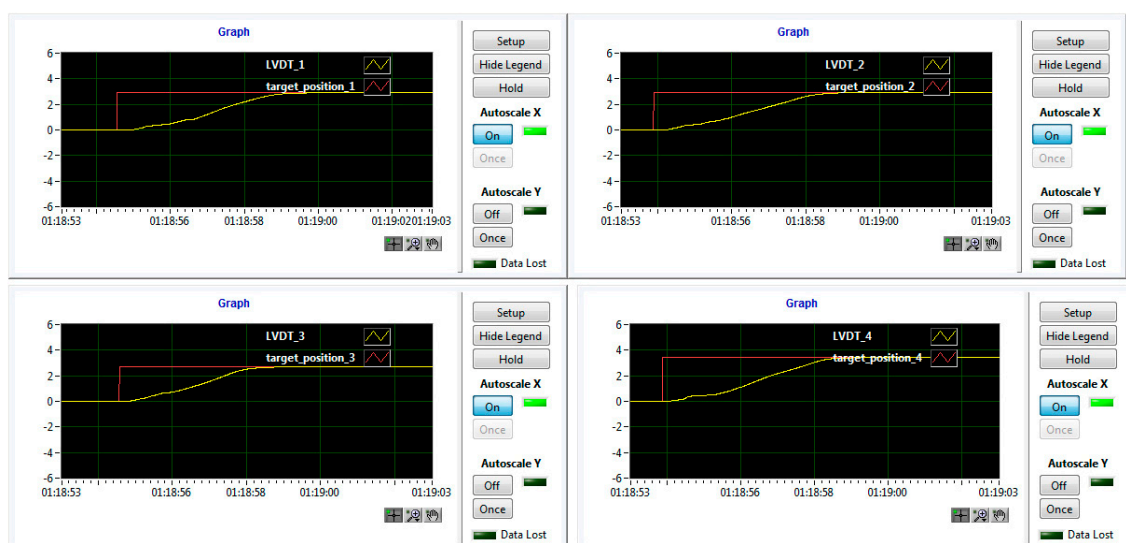 Graph
LVDT_1
target_position_1
6
4
2
0
-2
-4
-6
01:18:53 01:18:56 01:18:58 01:19:00 01:19:02 01:19:03
Setup
Hide Legend
Hold
Autoscale X
On
Once
Autoscale Y
Off
Once
Data Lost
Graph
LVDT_2
target_position_2
6
4
2
0
-2
-4
-6
01:18:53 01:18:56 01:18:58 01:19:00 01:19:03
Setup
Hide Legend
Hold
Autoscale X
On
Once
Autoscale Y
Off
Once
Data Lost
Graph
LVDT_3
target_position_3
6
4
2
0
-2
-4
-6
01:18:53 01:18:56 01:18:58 01:19:00 01:19:03
Setup
Hide Legend
Hold
Autoscale X
On
Once
Autoscale Y
Off
Once
Data Lost
Graph
LVDT_4
target_position_4
6
4
2
0
-2
-4
-6
01:18:53 01:18:56 01:18:58 01:19:00 01:19:03
Setup
Hide Legend
Hold
Autoscale X
On
Once
Autoscale Y
Off
Once
Data Lost